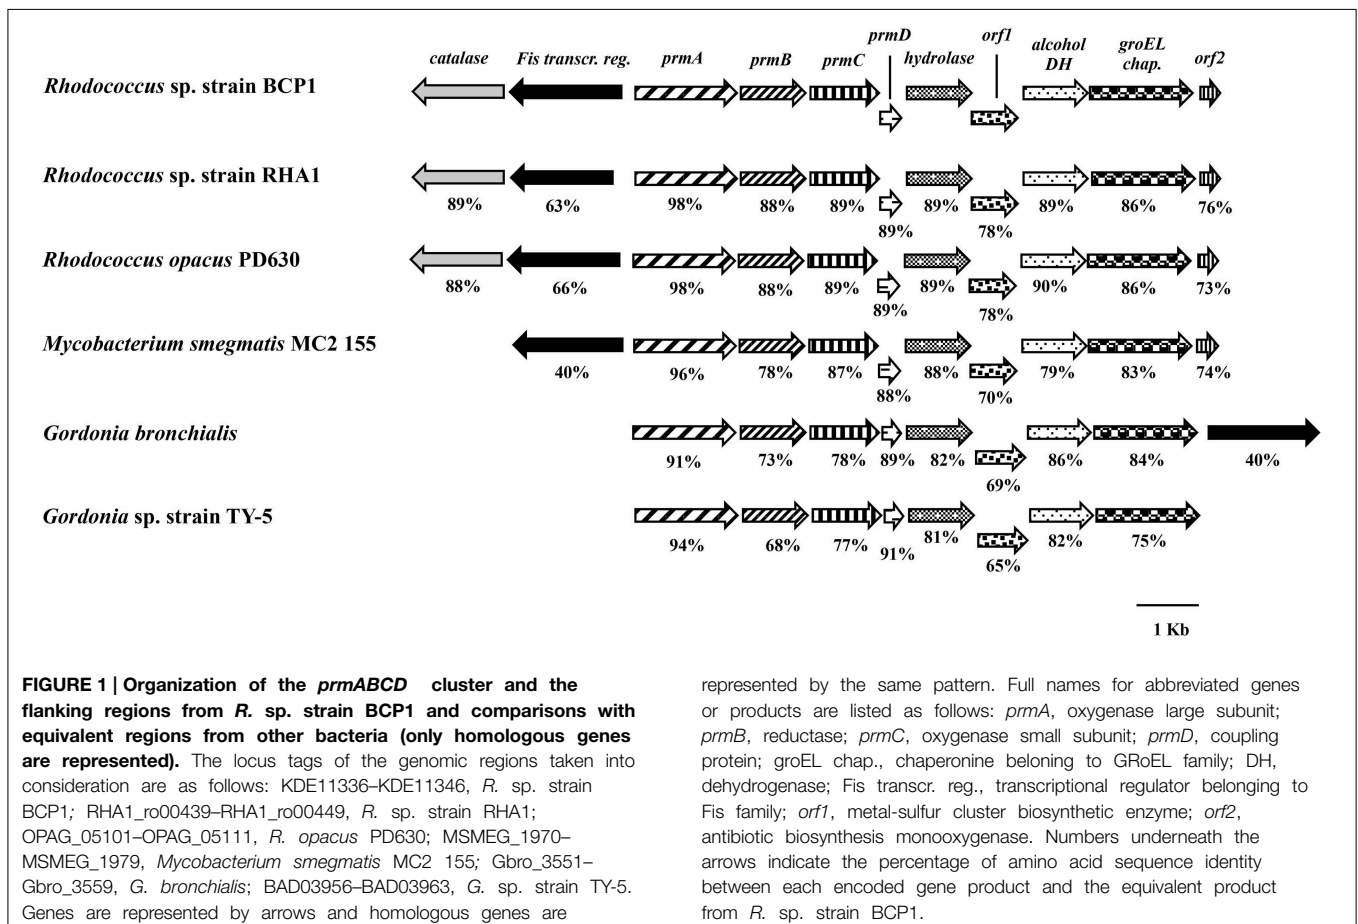 prmD orf1 alcohol groEL
catalase Fis transcr. reg. prmA prmB prmC hydrolase DH chap. orf2
Rhodococcus sp. strain BCP1
Rhodococcus sp. strain RHA1
89% 63% 98% 88% 89% 89% 89% 86% 76%
89% 78%
Rhodococcus opacus PD630
88% 66% 98% 88% 89% 89% 90% 86% 73%
89% 78%
Mycobacterium smegmatis MC2 155
40% 96% 78% 87% 88% 79% 83% 74%
88% 70%
Gordonia bronchialis
91% 73% 78% 89% 82% 86% 84% 40%
69%
Gordonia sp. strain TY-5
94% 68% 77% 91% 81% 82% 75%
65%
1 Kb
FIGURE 1 | Organization of the prmABCD cluster and the
flanking regions from R. sp. strain BCP1 and comparisons with
equivalent regions from other bacteria (only homologous genes
are represented). The locus tags of the genomic regions taken into
consideration are as follows: KDE11336–KDE11346, R. sp. strain
BCP1; RHA1_ro00439–RHA1_ro00449, R. sp. strain RHA1;
OPAG_05101–OPAG_05111, R. opacus PD630; MSMEG_1970–
MSMEG_1979, Mycobacterium smegmatis MC2 155; Gbro_3551–
Gbro_3559, G. bronchialis; BAD03956–BAD03963, G. sp. strain TY-5.
Genes are represented by arrows and homologous genes are
represented by the same pattern. Full names for abbreviated genes
or products are listed as follows: prmA, oxygenase large subunit;
prmB, reductase; prmC, oxygenase small subunit; prmD, coupling
protein; groEL chap., chaperonine beloning to GRoEL family; DH,
dehydrogenase; Fis transcr. reg., transcriptional regulator belonging to
Fis family; orf1, metal-sulfur cluster biosynthetic enzyme; orf2,
antibiotic biosynthesis monooxygenase. Numbers underneath the
arrows indicate the percentage of amino acid sequence identity
between each encoded gene product and the equivalent product
from R. sp. strain BCP1.